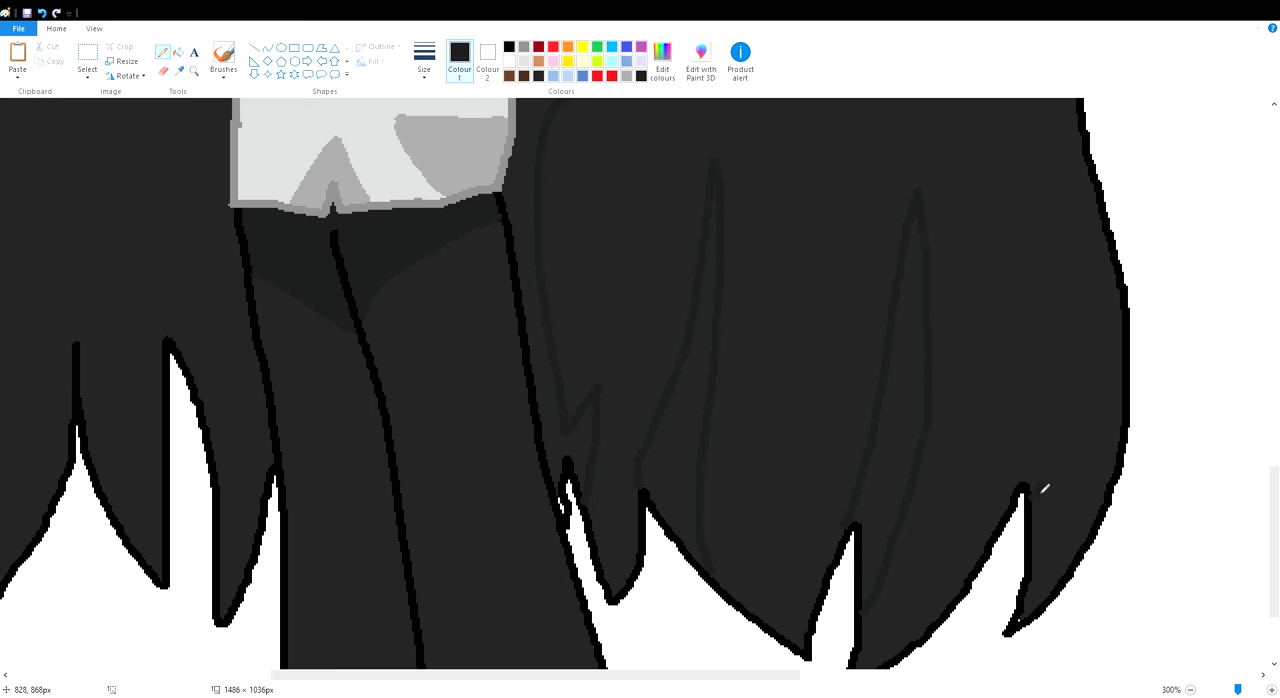 File Home View
Paste Cut Copy Select Crop Resize Rotate A Brushes Outline Fill Size Colour 1 Colour 2 Edit colours Edit with Paint 3D Product alert
Clipboard Image Tools Shapes Colours
828, 868px 1486 × 1036px 300%